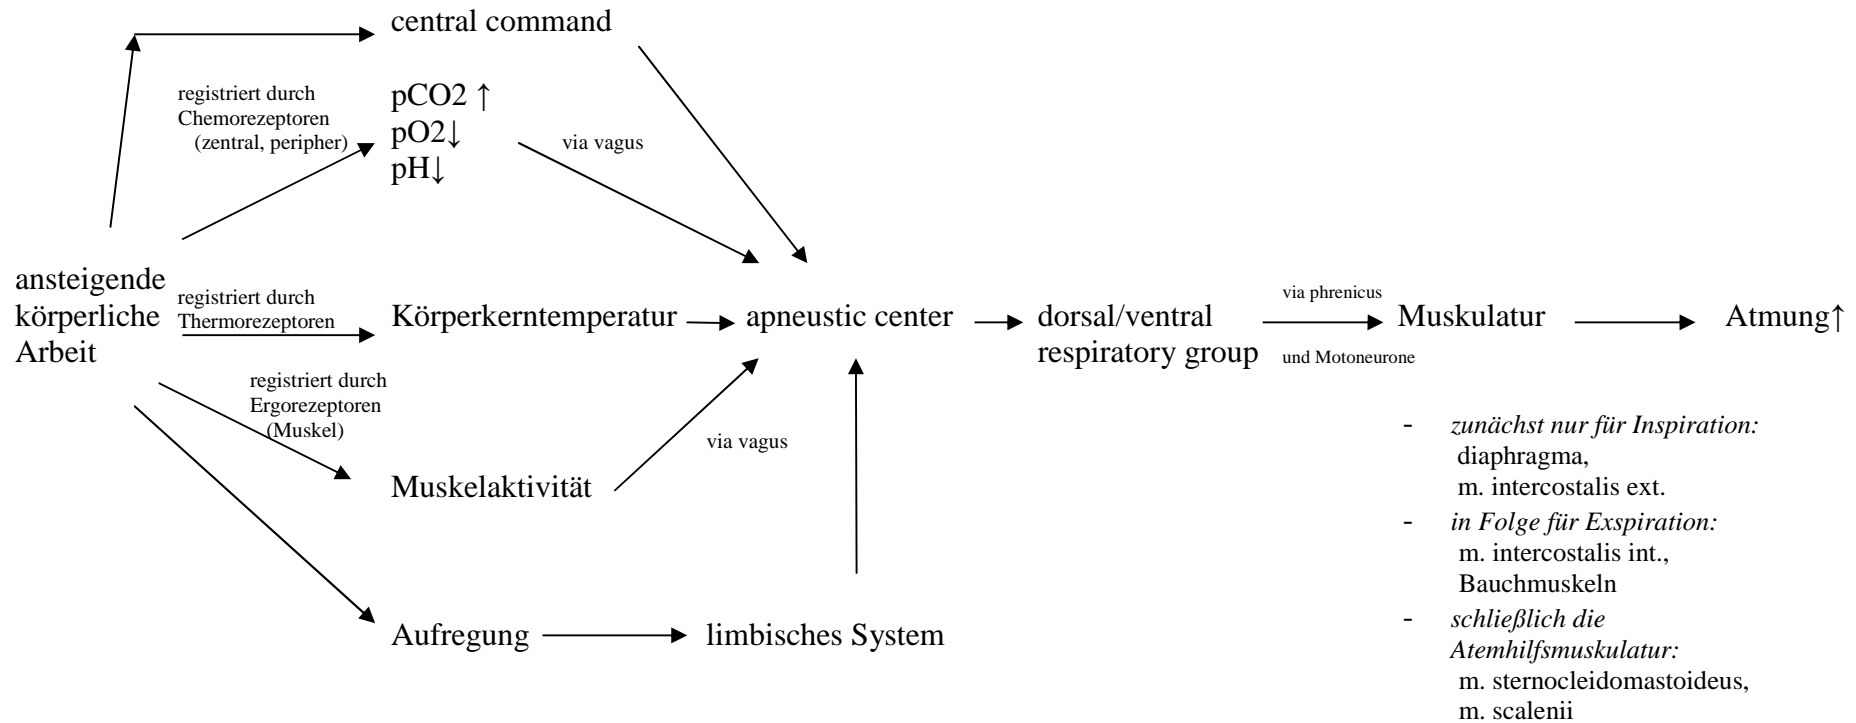 central command
registriert durch
Chemorezeptoren
(zentral, peripher)
pCO2 ↑
pO2↓
pH↓
via vagus
ansteigende
körperliche
Arbeit
registriert durch
Thermorezeptoren
Körperkerntemperatur
apneustic center
dorsal/ventral
respiratory group
via phrenicus
und Motoneurone
Muskulatur
Atmung↑
registriert durch
Ergorezeptoren
(Muskel)
via vagus
Muskelaktivität
Aufregung
limbisches System
- zunächst nur für Inspiration:
diaphragma,
m. intercostalis ext.
- in Folge für Exspiration:
m. intercostalis int.,
Bauchmuskeln
- schließlich die
Atemhilfsmuskulatur:
m. sternocleidomastoideus,
m. scalenii